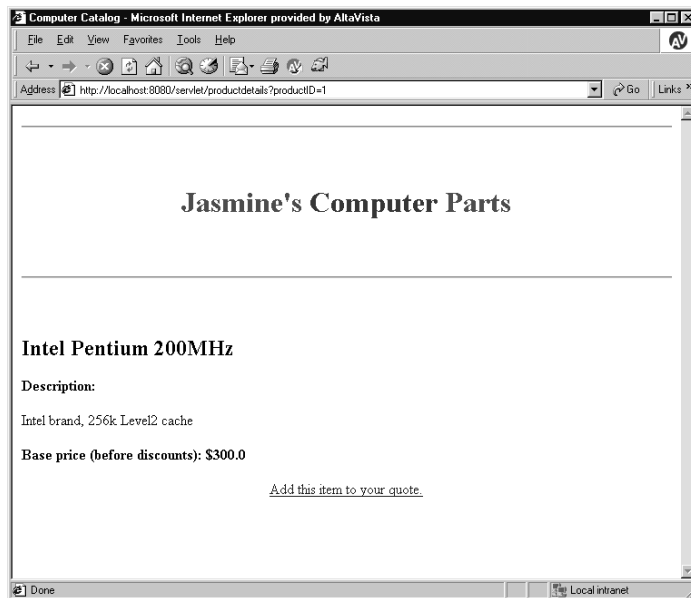 Computer Catalog - Microsoft Internet Explorer provided by AltaVista
File Edit View Favorites Tools Help
AV
Address http://localhost:8080/servlet/productdetails?productID=1 Go Links »
Jasmine's Computer Parts
Intel Pentium 200MHz
Description:
Intel brand, 256k Level2 cache
Base price (before discounts): $300.0
Add this item to your quote.
Done Local intranet